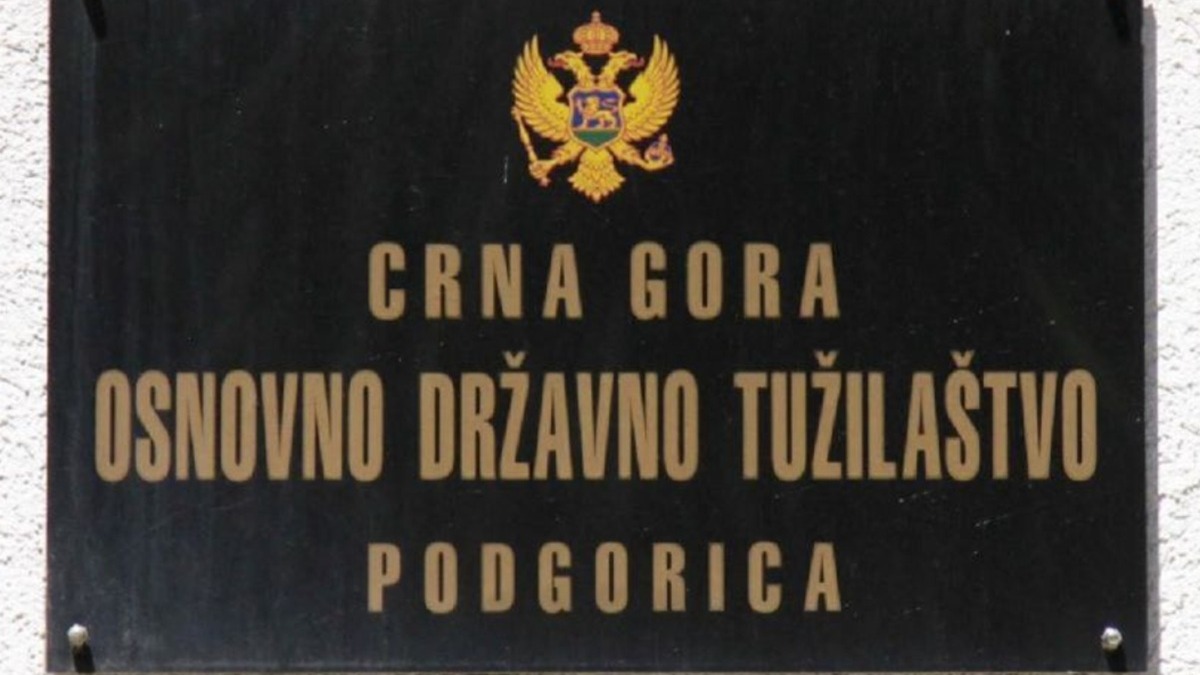 CRNA GORA
OSNOVNO DRŽAVNO TUŽILAŠTVO
PODGORICA